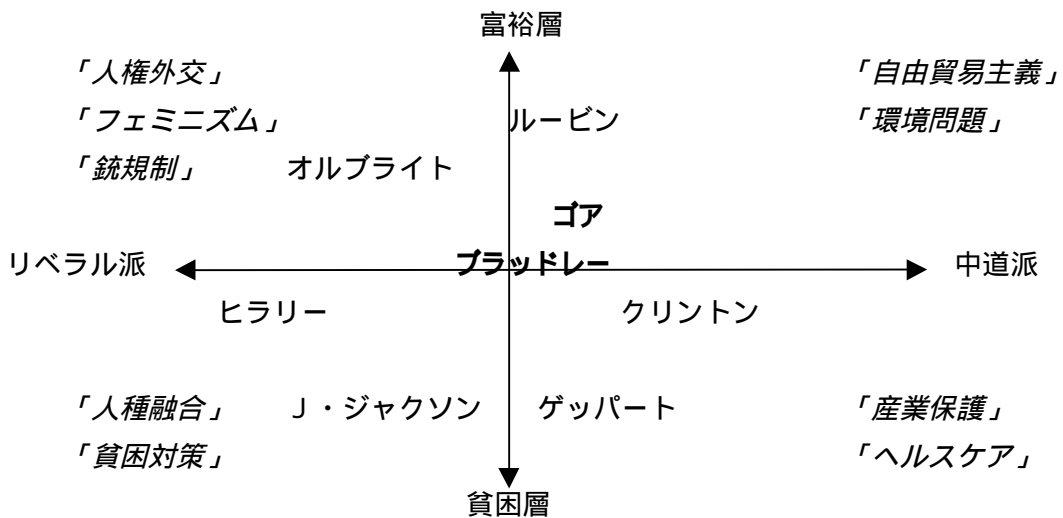 富裕層
「人権外交」 「自由貿易主義」
「フェミニズム」 ルービン 「環境問題」
「銃規制」 オルブライト
ゴア
リベラル派 ブラッドレー 中道派
ヒラリー クリントン
「人種融合」 J・ジャクソン ゲッパート 「産業保護」
「貧困対策」 「ヘルスケア」
貧困層